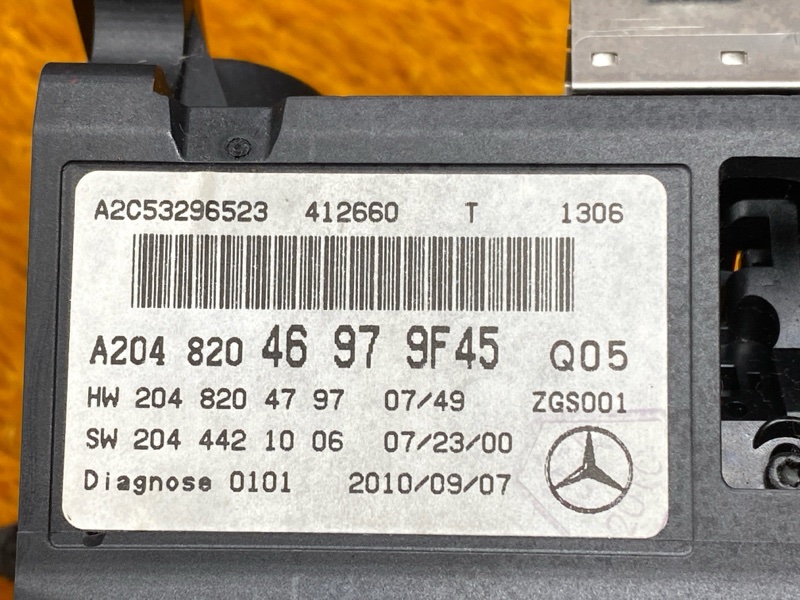 A2C53296523 412660 T 1306
A204 820 46 97 9F45 Q05
HW 204 820 47 97 07/49 ZGS001
SW 204 442 10 06 07/23/00
Diagnose 0101 2010/09/07